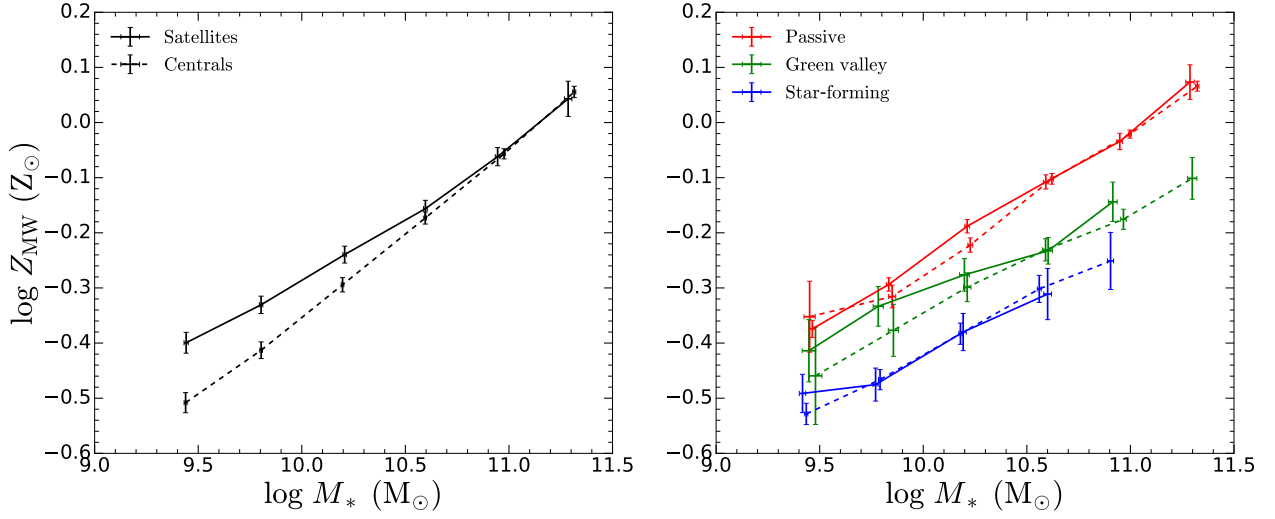 0.2
0.1
0.0
−0.1
−0.2
−0.3
−0.4
−0.5
−0.6
log Z_MW (Z_⊙)
Satellites
Centrals
9.0 9.5 10.0 10.5 11.0 11.5
log M_* (M_⊙)
0.2
0.1
0.0
−0.1
−0.2
−0.3
−0.4
−0.5
−0.6
Passive
Green valley
Star-forming
9.0 9.5 10.0 10.5 11.0 11.5
log M_* (M_⊙)